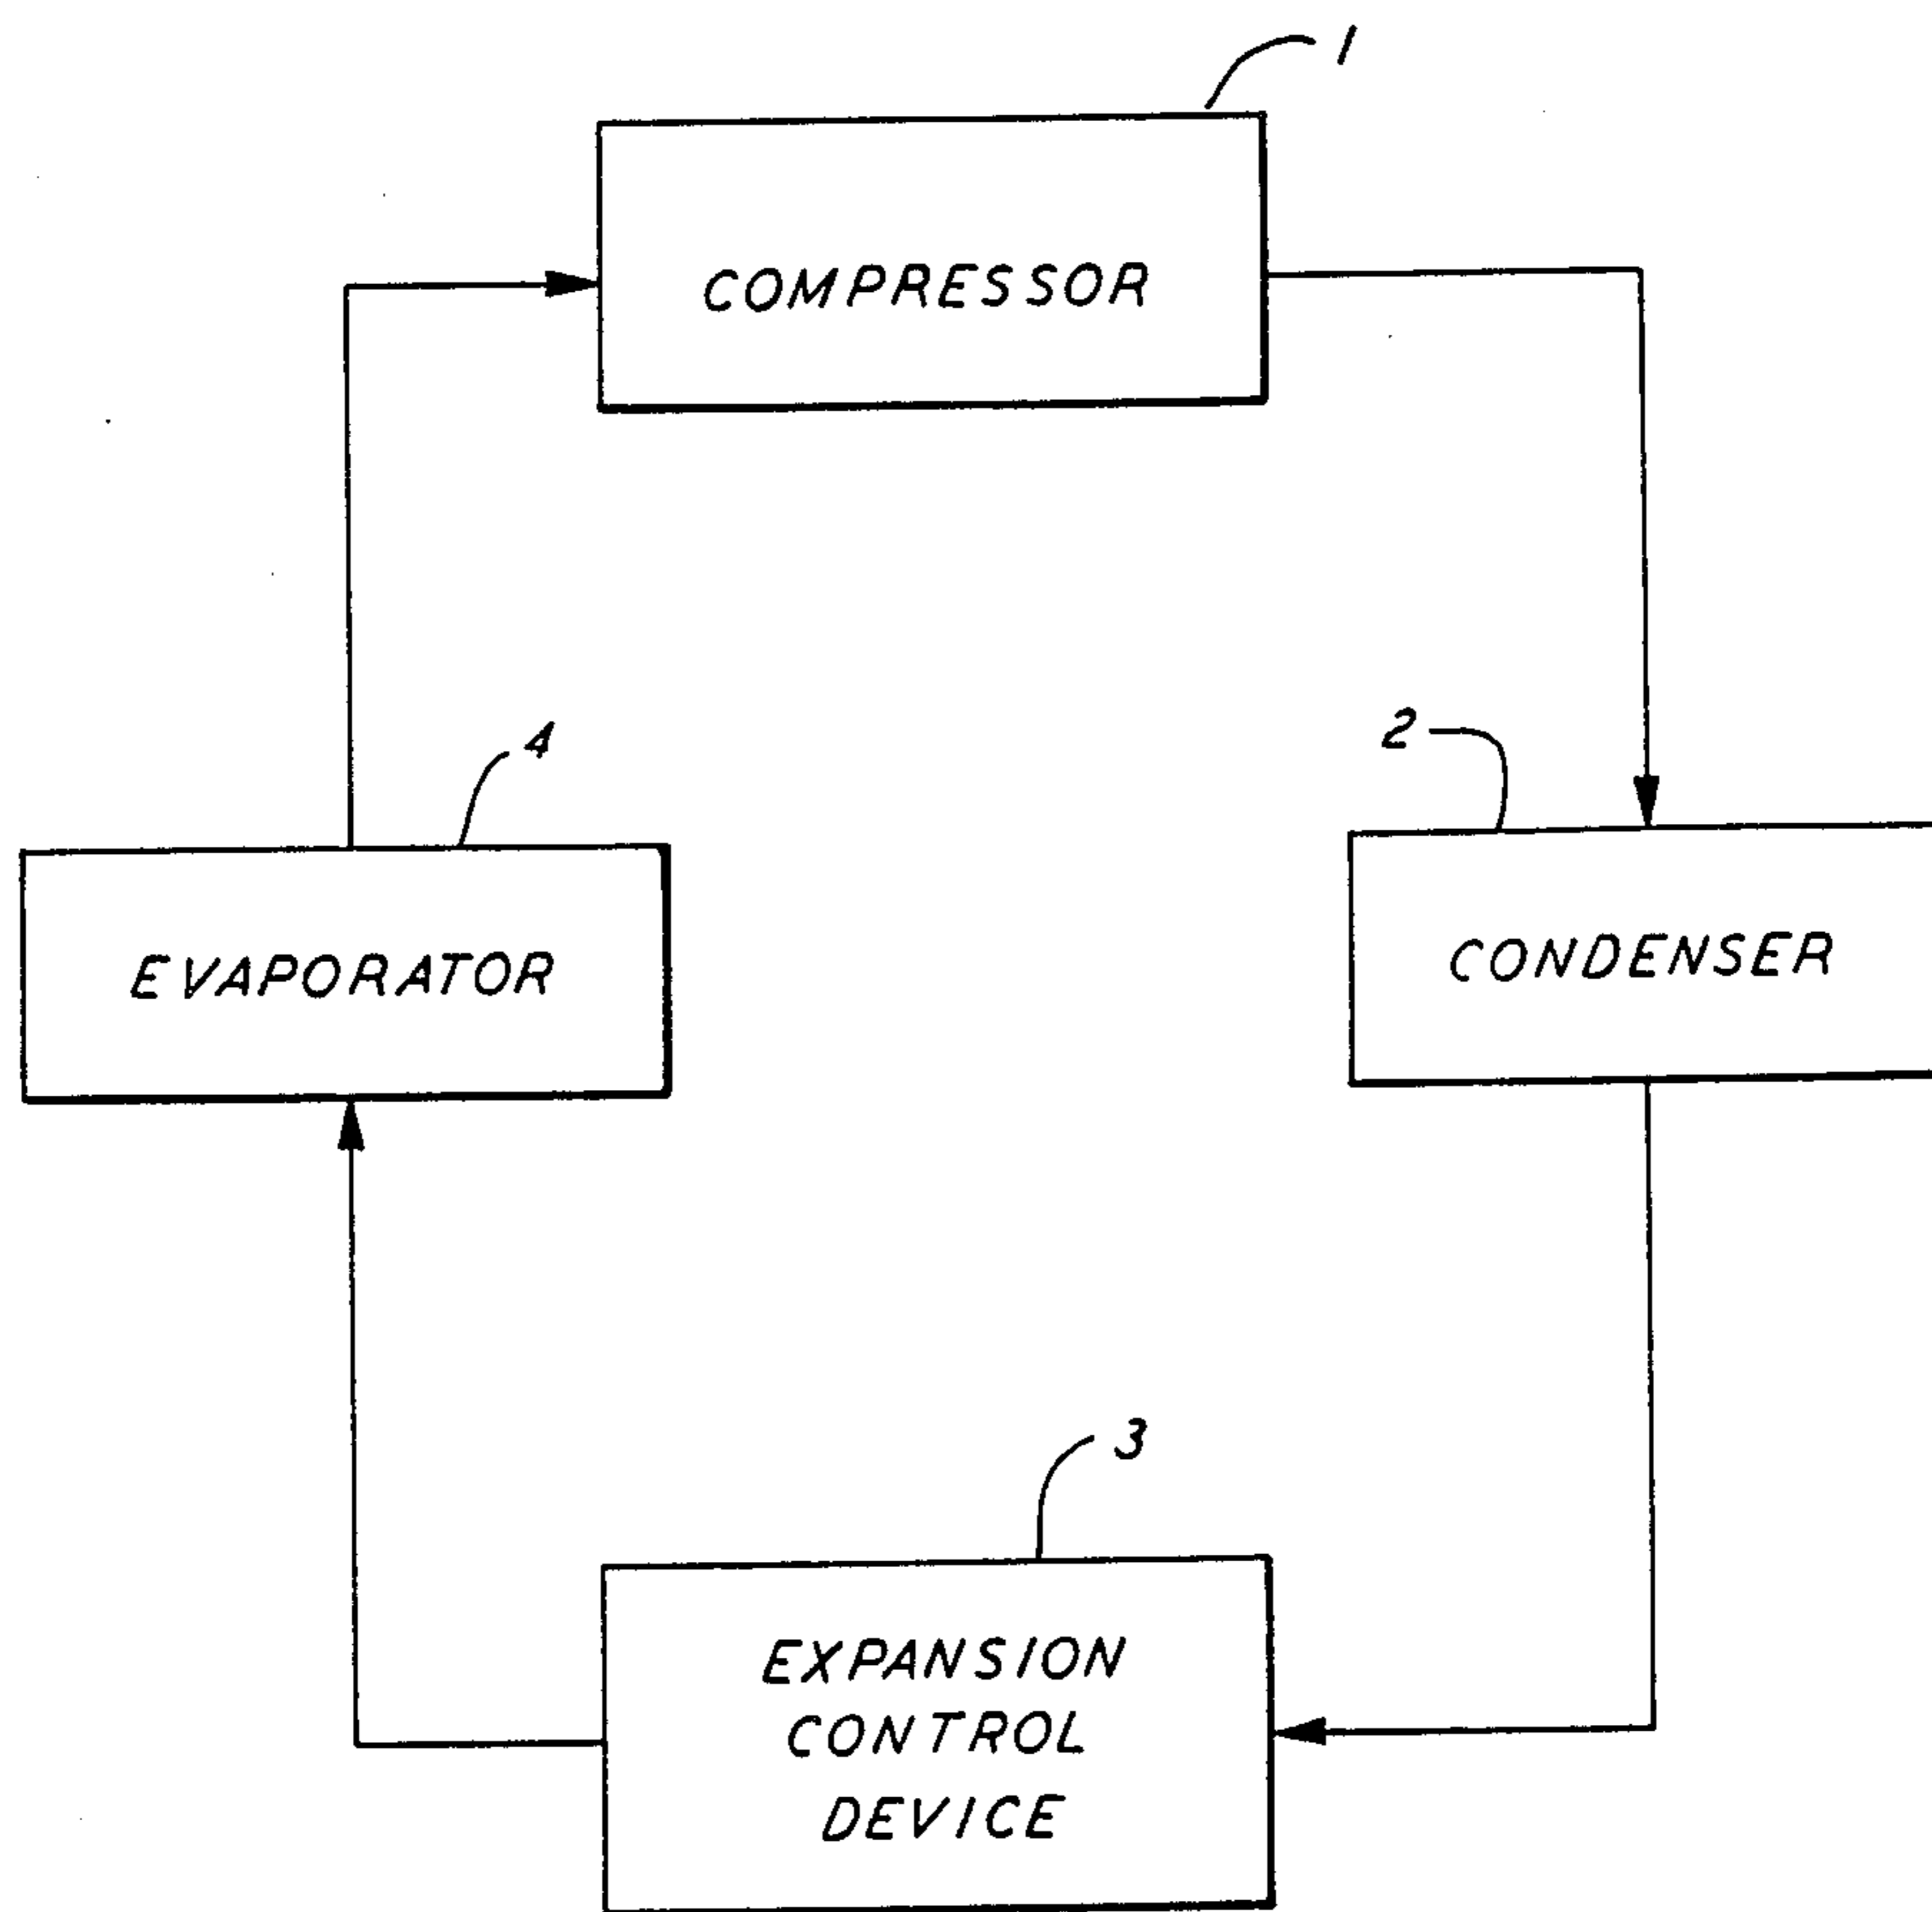 1
COMPRESSOR
4
2
EVAPORATOR
CONDENSER
3
EXPANSION
CONTROL
DEVICE